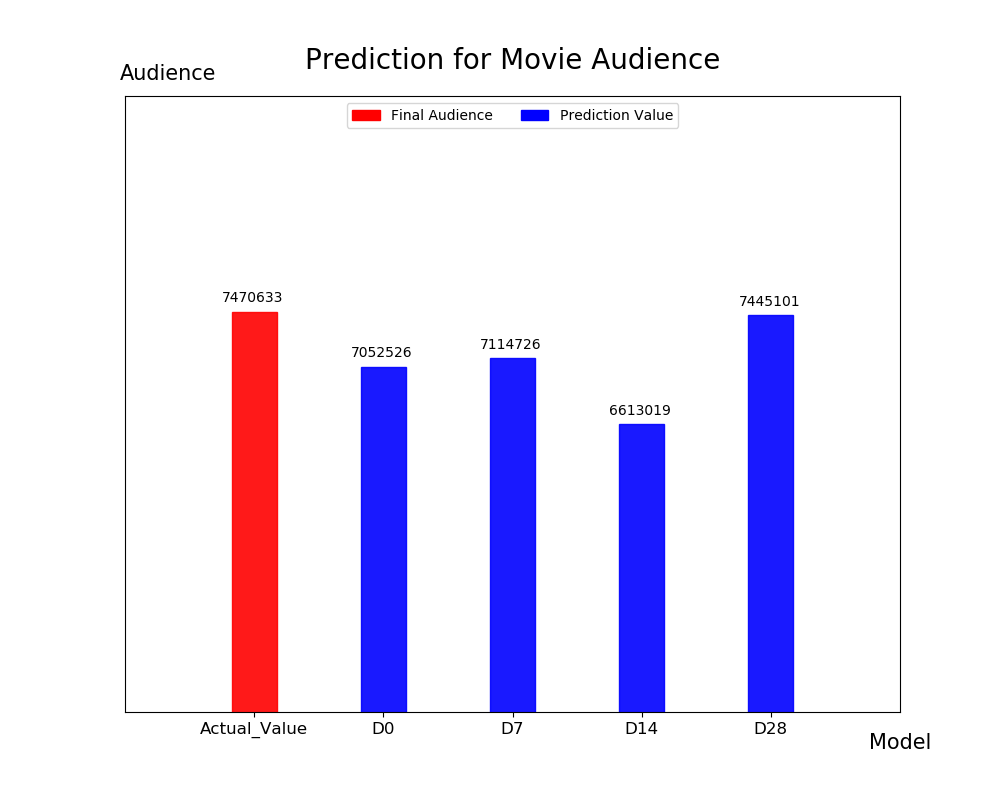 Prediction for Movie Audience
Audience
Final Audience
Prediction Value
7470633
7052526
7114726
6613019
7445101
Actual_Value
D0
D7
D14
D28
Model